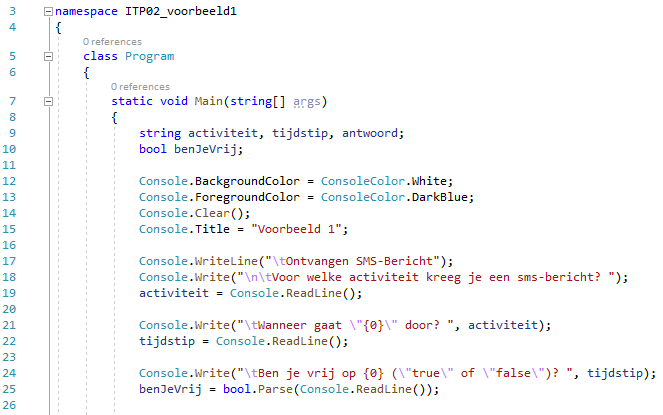 3 namespace ITP02_voorbeeld1
4 {
0 references
5 class Program
6 {
0 references
7 static void Main(string[] args)
8 {
9 string activiteit, tijdstip, antwoord;
10 bool benJeVrij;
11
12 Console.BackgroundColor = ConsoleColor.White;
13 Console.ForegroundColor = ConsoleColor.DarkBlue;
14 Console.Clear();
15 Console.Title = "Voorbeeld 1";
16
17 Console.WriteLine("\tOntvangen SMS-Bericht");
18 Console.Write("\n\tVoor welke activiteit kreeg je een sms-bericht? ");
19 activiteit = Console.ReadLine();
20
21 Console.Write("\tWanneer gaat \"{0}\" door? ", activiteit);
22 tijdstip = Console.ReadLine();
23
24 Console.Write("\tBen je vrij op {0} (\"true\" of \"false\")? ", tijdstip);
25 benJeVrij = bool.Parse(Console.ReadLine());
26